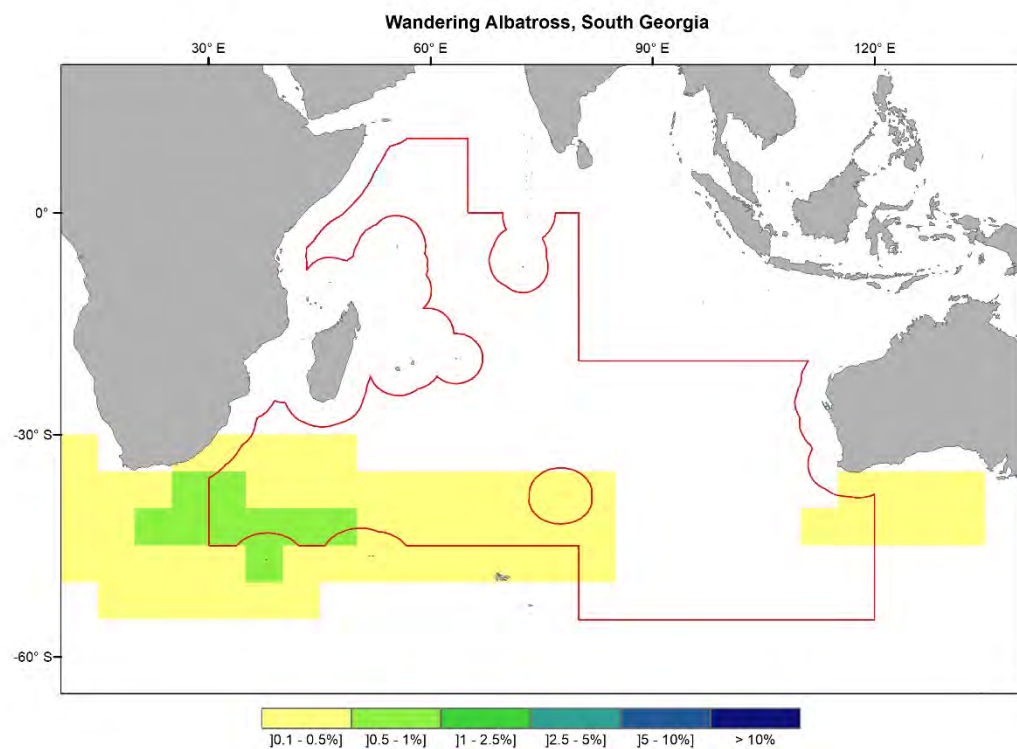 Wandering Albatross, South Georgia
30° E 60° E 90° E 120° E
0°
-30° S
-60° S
]0.1 - 0.5%] ]0.5 - 1%] ]1 - 2.5%] ]2.5 - 5%] ]5 - 10%] > 10%